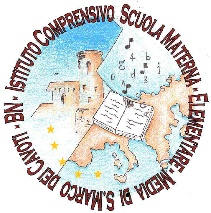 ISTITUTO COMPRENSIVO SCUOLA MATERNA - ELEMENTARE - MEDIA DI S. MARCO DEI CAVOTI - BN -